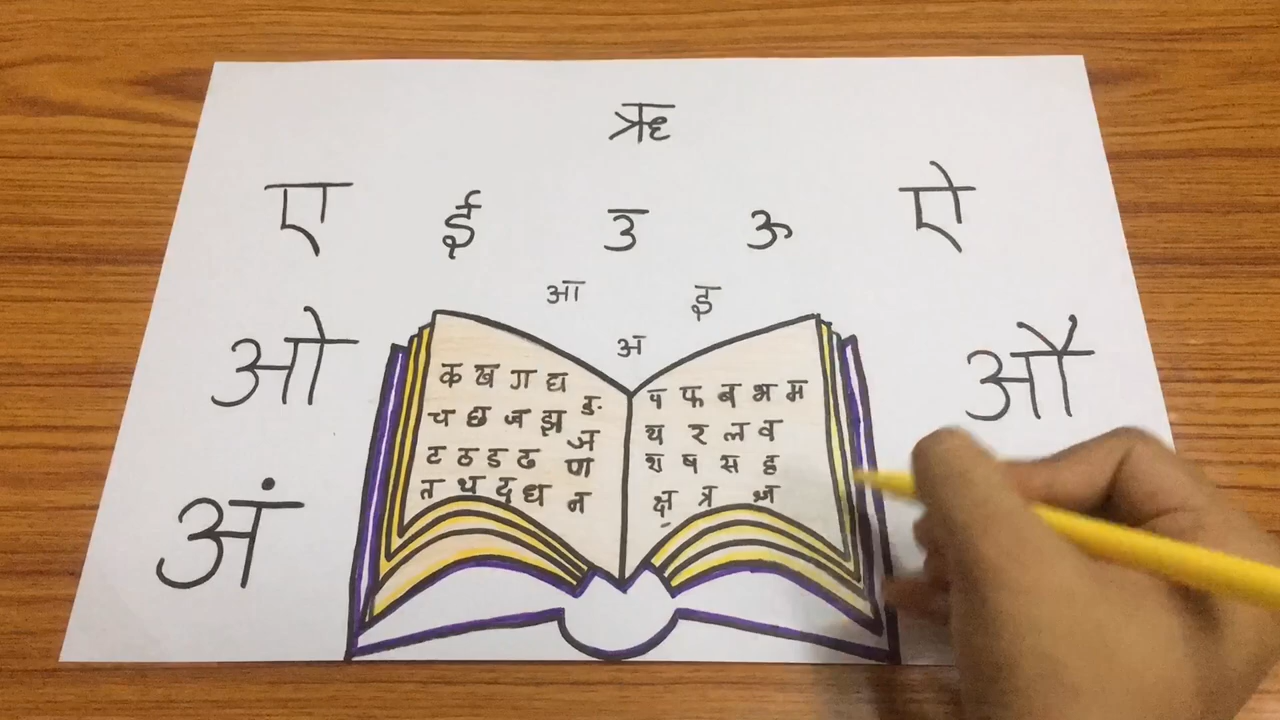 ऋ
ए ई उ ऊ ऐ
आ इ
अ
ओ औ
अं
क ख ग घ ङ
च छ ज झ ञ
ट ठ ड ढ ण
त थ द ध न
प फ ब भ म
य र ल व
श ष स ह
क्ष त्र ज्ञ